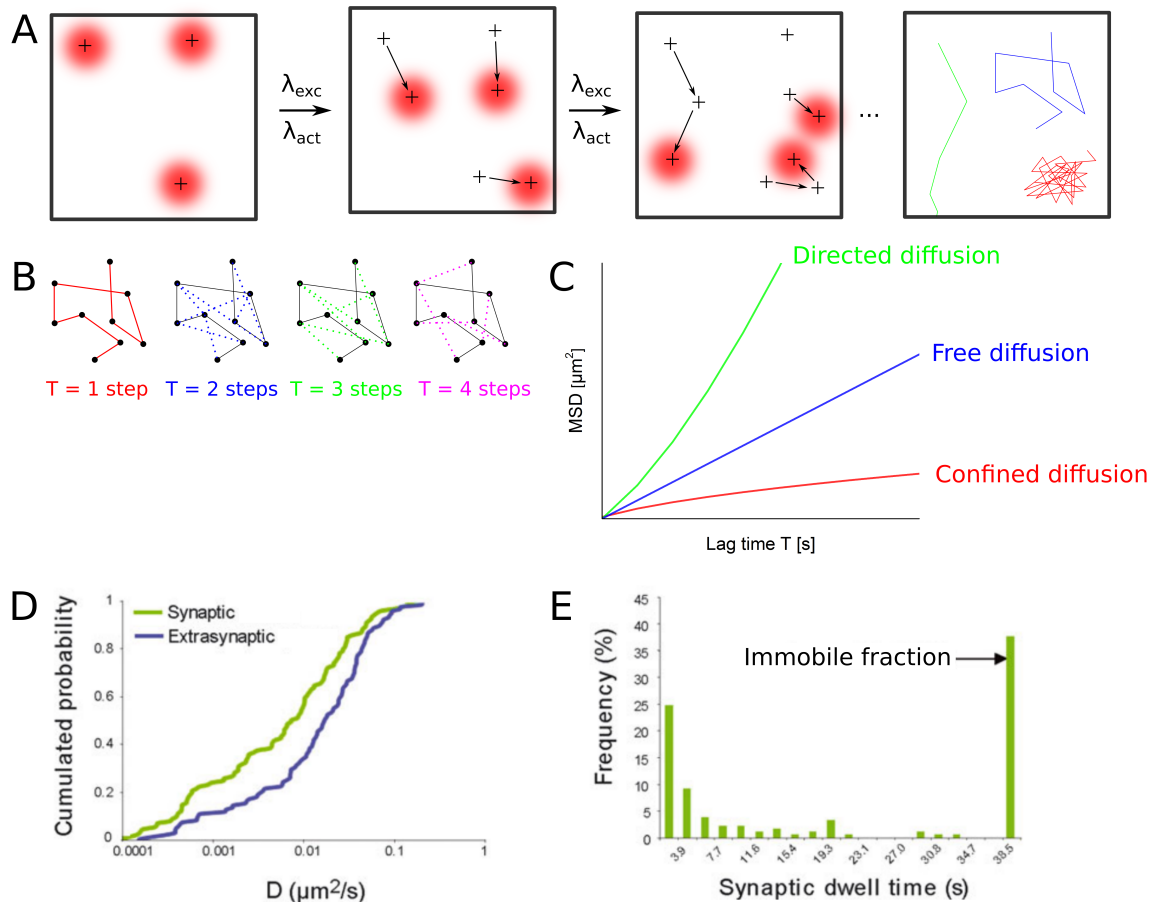 A
λexc
λact
λexc
λact
...
B
T = 1 step
T = 2 steps
T = 3 steps
T = 4 steps
C
MSD [µm²]
Directed diffusion
Free diffusion
Confined diffusion
Lag time T [s]
D
Cumulated probability
1
0.8
0.6
0.4
0.2
0
Synaptic
Extrasynaptic
0.0001
0.001
0.01
0.1
1
D (µm²/s)
E
Frequency (%)
45
40
35
30
25
20
15
10
5
0
Immobile fraction
3.9
7.7
11.6
15.4
19.3
23.1
27.0
30.8
34.7
38.5
Synaptic dwell time (s)